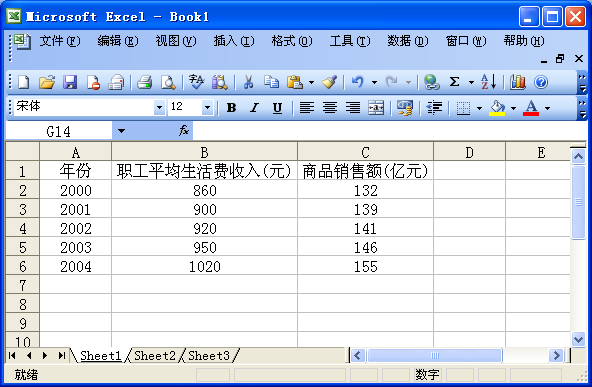 Microsoft Excel - Book1
文件(F) 编辑(E) 视图(V) 插入(I) 格式(O) 工具(T) 数据(D) 窗口(W) 帮助(H)
宋体 12 B I U A
G14 fx
A B C D E
1 年份 职工平均生活费收入(元) 商品销售额(亿元)
2 2000 860 132
3 2001 900 139
4 2002 920 141
5 2003 950 146
6 2004 1020 155
7
8
9
10
Sheet1 Sheet2 Sheet3
就绪 数字